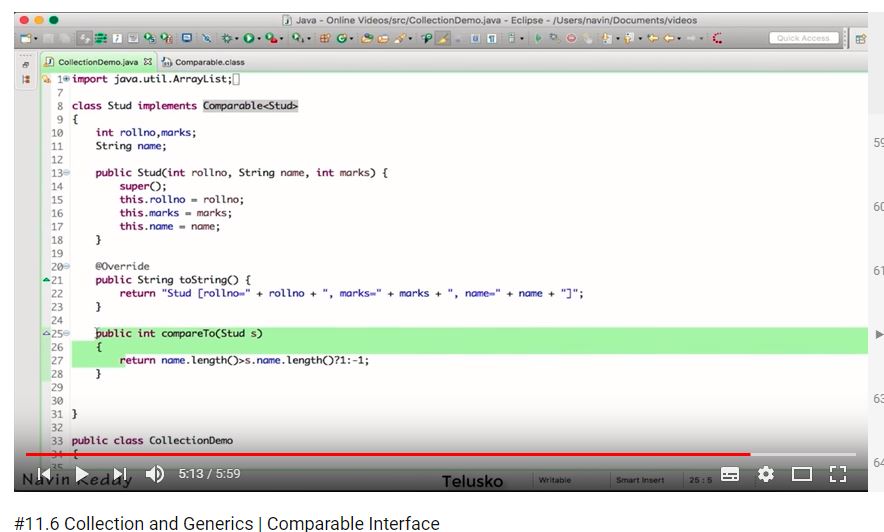 Java - Online Videos/src/CollectionDemo.java - Eclipse - /Users/navin/Documents/videos
Quick Access
CollectionDemo.java Comparable.class
1 import java.util.ArrayList;
7
8 class Stud implements Comparable<Stud>
9 {
10 int rollno,marks;
11 String name;
12
13 public Stud(int rollno, String name, int marks) {
14 super();
15 this.rollno = rollno;
16 this.marks = marks;
17 this.name = name;
18 }
19
20 @Override
21 public String toString() {
22 return "Stud [rollno=" + rollno + ", marks=" + marks + ", name=" + name + "]";
23 }
24
25 public int compareTo(Stud s)
26 {
27 return name.length()>s.name.length()?1:-1;
28 }
29
30
31 }
32
33 public class CollectionDemo
34 {
35
5:13 / 5:59
Navin Reddy Telusko Writable Smart Insert 25 : 5
59
60
61
63
64
#11.6 Collection and Generics | Comparable Interface